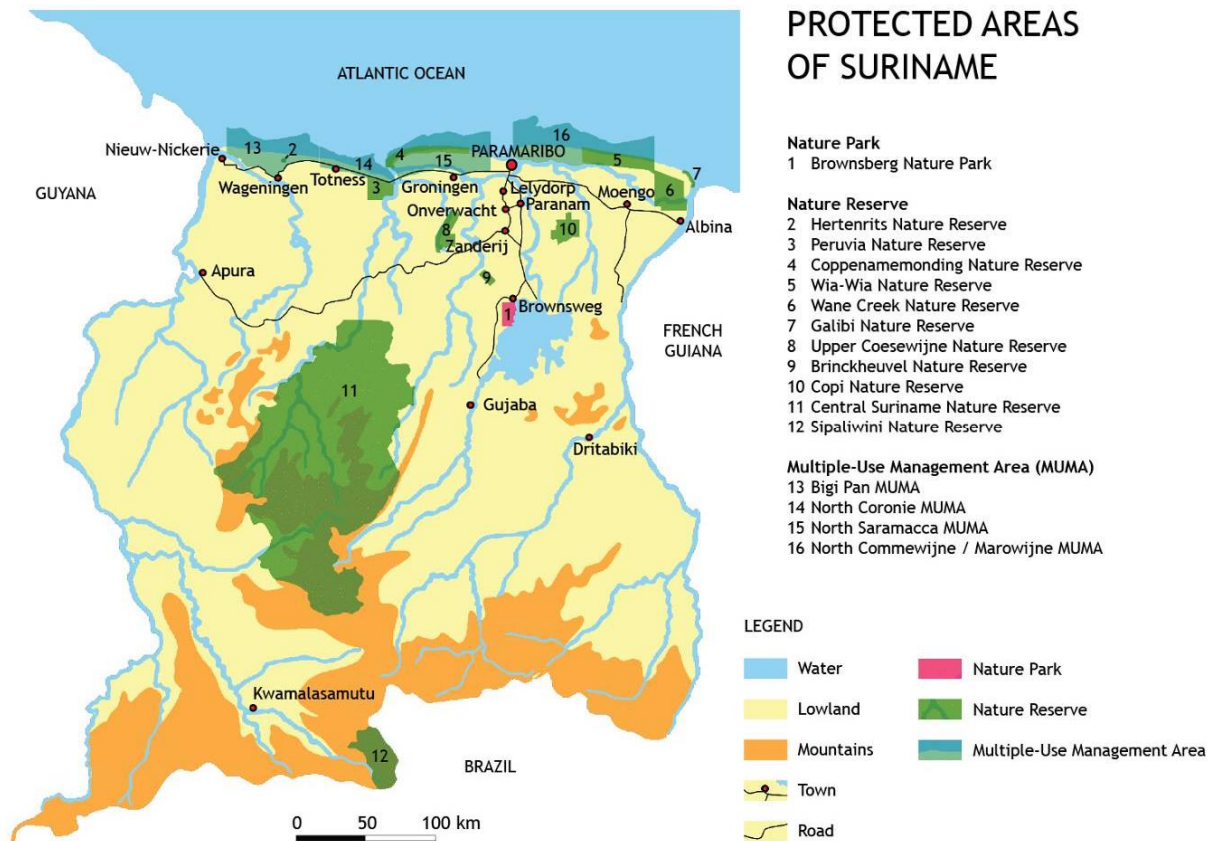 PROTECTED AREAS
OF SURINAME
Nature Park
1 Brownsberg Nature Park
Nature Reserve
2 Hertenrits Nature Reserve
3 Peruvia Nature Reserve
4 Coppenamemonding Nature Reserve
5 Wia-Wia Nature Reserve
6 Wane Creek Nature Reserve
7 Galibi Nature Reserve
8 Upper Coesewijne Nature Reserve
9 Brinckheuvel Nature Reserve
10 Copi Nature Reserve
11 Central Suriname Nature Reserve
12 Sipaliwini Nature Reserve
Multiple-Use Management Area (MUMA)
13 Bigi Pan MUMA
14 North Coronie MUMA
15 North Saramacca MUMA
16 North Commewijne / Marowijne MUMA
LEGEND
Water
Lowland
Mountains
Town
Road
Nature Park
Nature Reserve
Multiple-Use Management Area
ATLANTIC OCEAN
16
13
2
Nieuw-Nickerie
14
4
15
PARAMARIBO
5
7
GUYANA
Wageningen
Totness
3
Groningen
Lelydorp
Moengo
6
Onverwacht
Paranam
Albina
8
10
Zanderij
Apura
9
Brownsweg
1
FRENCH
GUIANA
11
Gujaba
Dritabiki
Kwamalasamutu
12
BRAZIL
0 50 100 km